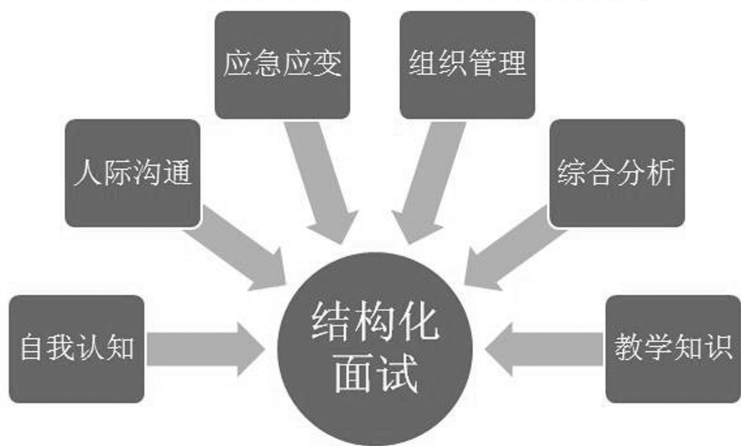 应急应变
组织管理
人际沟通
综合分析
自我认知
结构化
面试
教学知识